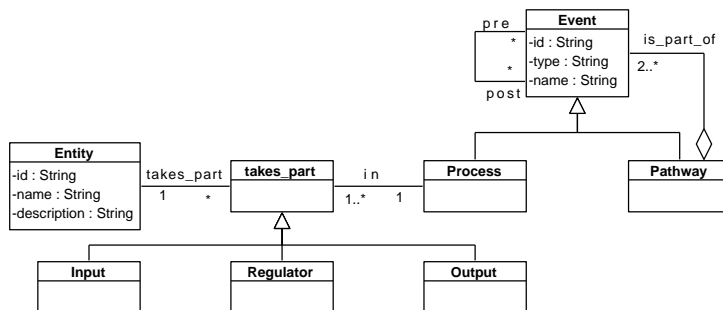 Event
-id : String
-type : String
-name : String
pre
*
*
post
is_part_of
2..*
Entity
-id : String
-name : String
-description : String
takes_part
1
*
takes_part
in
1..*
1
Process
Pathway
Input
Regulator
Output